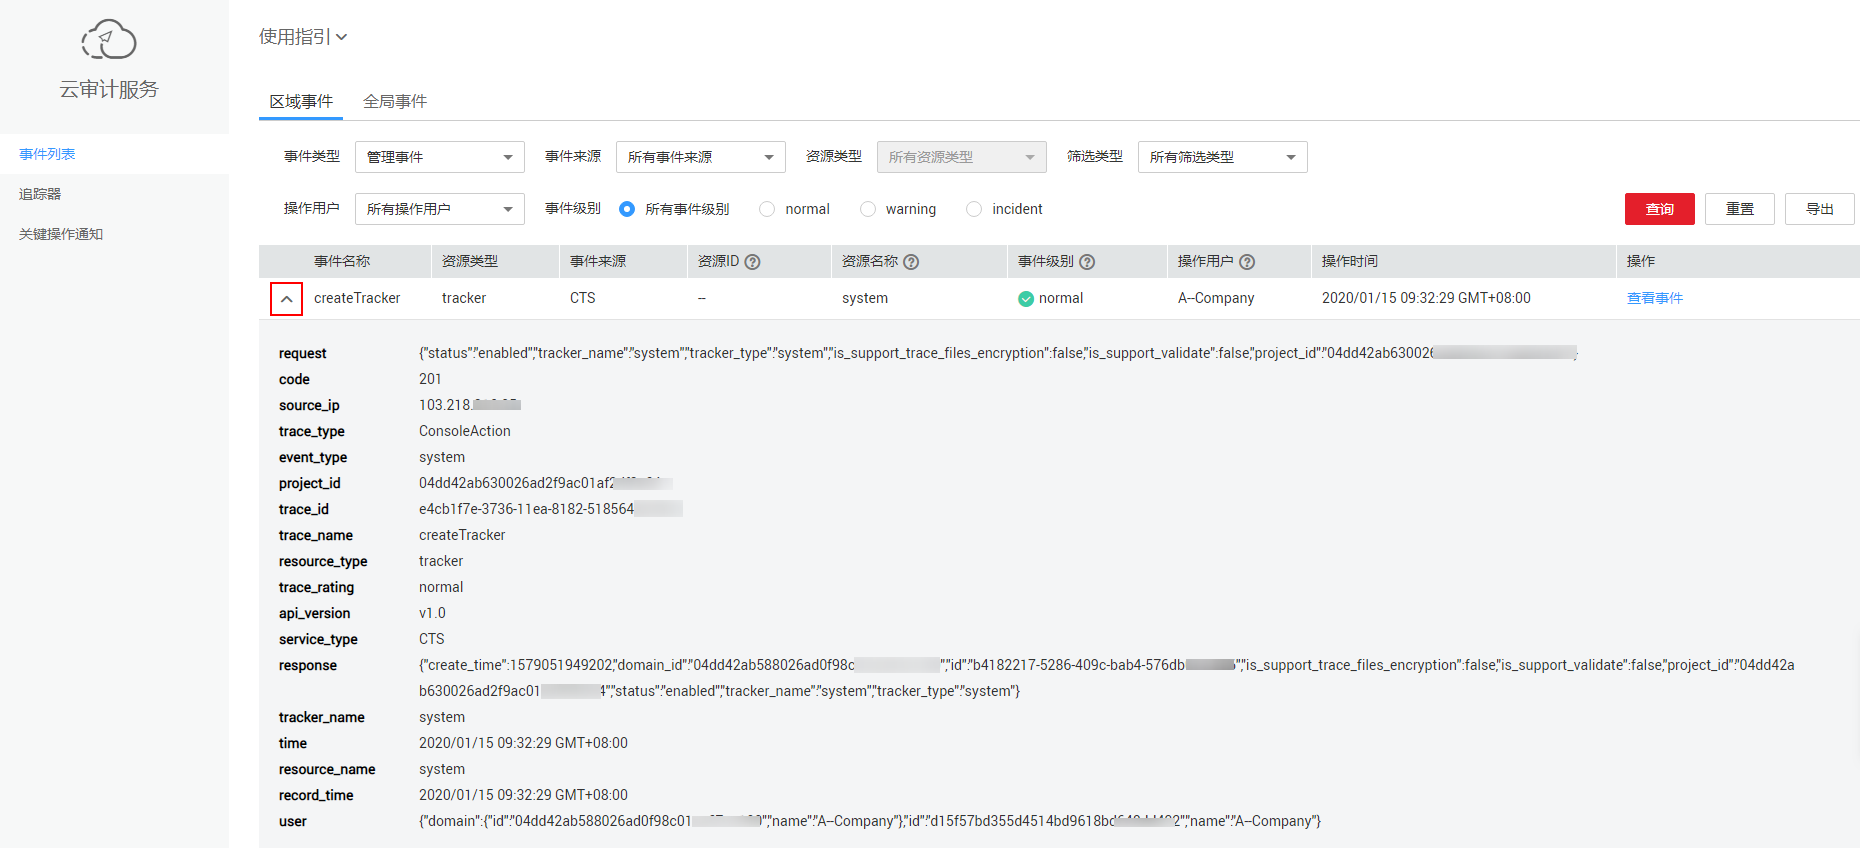 云审计服务
事件列表
追踪器
关键操作通知
使用指引
区域事件 全局事件
事件类型 管理事件 事件来源 所有事件来源 资源类型 所有资源类型 筛选类型 所有筛选类型
操作用户 所有操作用户 事件级别 所有事件级别 normal warning incident 查询 重置 导出
事件名称 资源类型 事件来源 资源ID 资源名称 事件级别 操作用户 操作时间 操作
createTracker tracker CTS -- system normal A--Company 2020/01/15 09:32:29 GMT+08:00 查看事件
request {"status":"enabled","tracker_name":"system","tracker_type":"system","is_support_trace_files_encryption":false,"is_support_validate":false,"project_id":"04dd42ab630026
code 201
source_ip 103.218.
trace_type ConsoleAction
event_type system
project_id 04dd42ab630026ad2f9ac01af2
trace_id e4cb1f7e-3736-11ea-8182-518564
trace_name createTracker
resource_type tracker
trace_rating normal
api_version v1.0
service_type CTS
response {"create_time":1579051949202,"domain_id":"04dd42ab588026ad0f98c ","id":"b4182217-5286-409c-bab4-576db ","is_support_trace_files_encryption":false,"is_support_validate":false,"project_id":"04dd42a
b630026ad2f9ac01 4","status":"enabled","tracker_name":"system","tracker_type":"system"}
tracker_name system
time 2020/01/15 09:32:29 GMT+08:00
resource_name system
record_time 2020/01/15 09:32:29 GMT+08:00
user {"domain":{"id":"04dd42ab588026ad0f98c01 ","name":"A--Company"},"id":"d15f57bd355d4514bd9618bd ","name":"A--Company"}